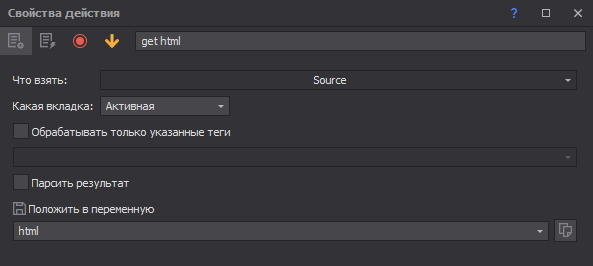 Свойства действия ?
get html
Что взять: Source
Какая вкладка: Активная
Обрабатывать только указанные теги
Парсить результат
Положить в переменную
html